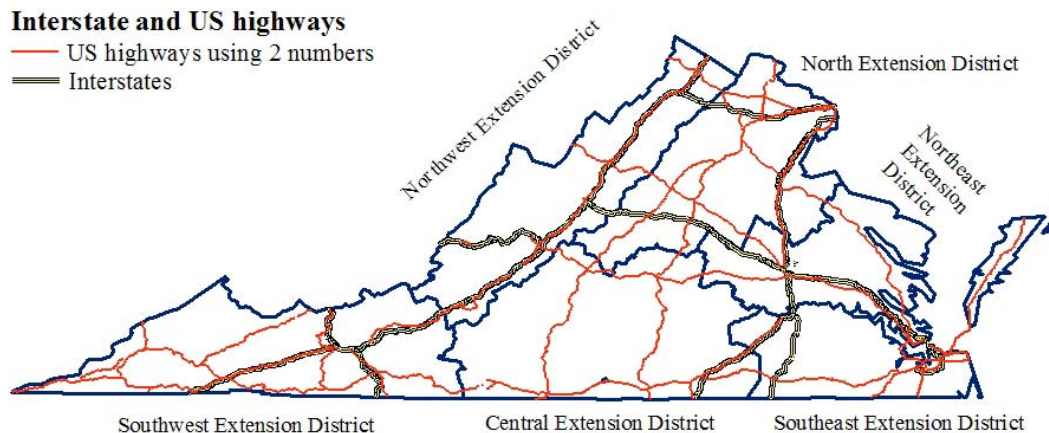 Interstate and US highways
US highways using 2 numbers
Interstates
Northwest Extension District
North Extension District
Northeast
Extension
District
Southwest Extension District
Central Extension District
Southeast Extension District